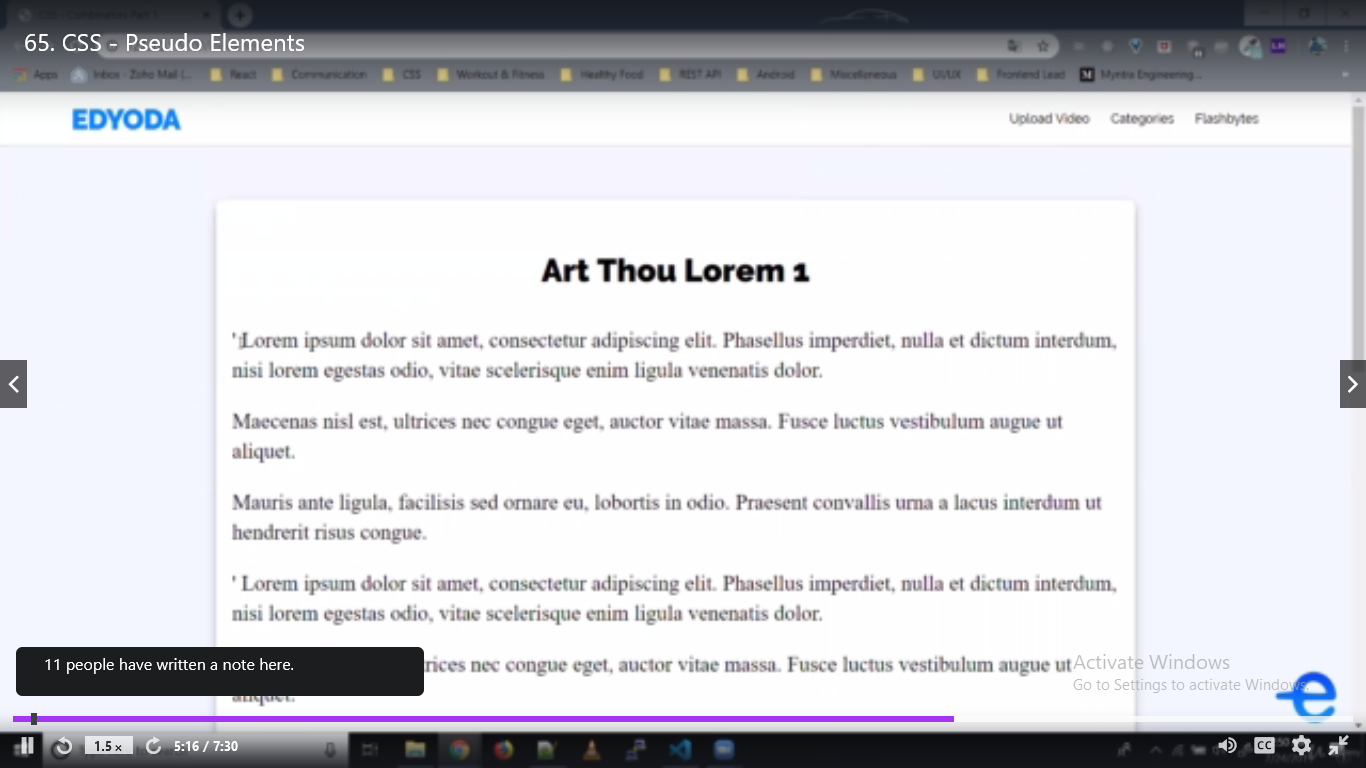 CSS - Combinators Part 1
65. CSS - Pseudo Elements
Apps Inbox - Zoho Mail (... React Communication CSS Workout & Fitness Healthy Food REST API Android Miscellaneous UI/UX Frontend Lead M Myntra Engineering...
EDYODA
Upload Video Categories Flashbytes
Art Thou Lorem 1
' Lorem ipsum dolor sit amet, consectetur adipiscing elit. Phasellus imperdiet, nulla et dictum interdum,
nisi lorem egestas odio, vitae scelerisque enim ligula venenatis dolor.
Maecenas nisl est, ultrices nec congue eget, auctor vitae massa. Fusce luctus vestibulum augue ut
aliquet.
Mauris ante ligula, facilisis sed ornare eu, lobortis in odio. Praesent convallis urna a lacus interdum ut
hendrerit risus congue.
' Lorem ipsum dolor sit amet, consectetur adipiscing elit. Phasellus imperdiet, nulla et dictum interdum,
nisi lorem egestas odio, vitae scelerisque enim ligula venenatis dolor.
11 people have written a note here.
trices nec congue eget, auctor vitae massa. Fusce luctus vestibulum augue ut
aliquet.
Activate Windows
Go to Settings to activate Windows.
1.5 x 5:16 / 7:30
CC